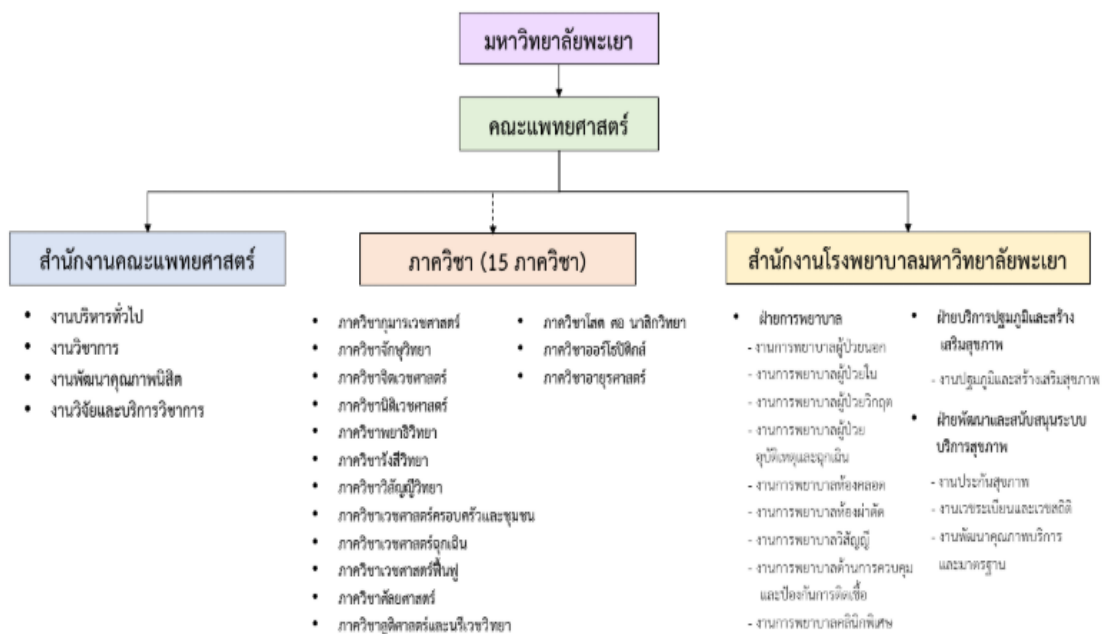 มหาวิทยาลัยพะเยา
คณะแพทยศาสตร์
สำนักงานคณะแพทยศาสตร์
• งานบริหารทั่วไป
• งานวิชาการ
• งานพัฒนาคุณภาพนิสิต
• งานวิจัยและบริการวิชาการ
ภาควิชา (15 ภาควิชา)
• ภาควิชากุมารเวชศาสตร์
• ภาควิชาจักษุวิทยา
• ภาควิชาจิตเวชศาสตร์
• ภาควิชานิติเวชศาสตร์
• ภาควิชาพยาธิวิทยา
• ภาควิชารังสีวิทยา
• ภาควิชาวิสัญญีวิทยา
• ภาควิชาเวชศาสตร์ครอบครัวและชุมชน
• ภาควิชาเวชศาสตร์ฉุกเฉิน
• ภาควิชาเวชศาสตร์ฟื้นฟู
• ภาควิชาศัลยศาสตร์
• ภาควิชาสูติศาสตร์และนรีเวชวิทยา
• ภาควิชาโสต ศอ นาสิกวิทยา
• ภาควิชาออร์โธปิดิกส์
• ภาควิชาอายุรศาสตร์
สำนักงานโรงพยาบาลมหาวิทยาลัยพะเยา
• ฝ่ายการพยาบาล
- งานการพยาบาลผู้ป่วยนอก
- งานการพยาบาลผู้ป่วยใน
- งานการพยาบาลผู้ป่วยวิกฤต
- งานการพยาบาลผู้ป่วย
อุบัติเหตุและฉุกเฉิน
- งานการพยาบาลห้องคลอด
- งานการพยาบาลห้องผ่าตัด
- งานการพยาบาลวิสัญญี
- งานการพยาบาลด้านการควบคุม
และป้องกันการติดเชื้อ
- งานการพยาบาลคลินิกพิเศษ
• ฝ่ายบริการปฐมภูมิและสร้าง
เสริมสุขภาพ
- งานปฐมภูมิและสร้างเสริมสุขภาพ
• ฝ่ายพัฒนาและสนับสนุนระบบ
บริการสุขภาพ
- งานประกันสุขภาพ
- งานเวชระเบียนและเวชสถิติ
- งานพัฒนาคุณภาพบริการ
และมาตรฐาน